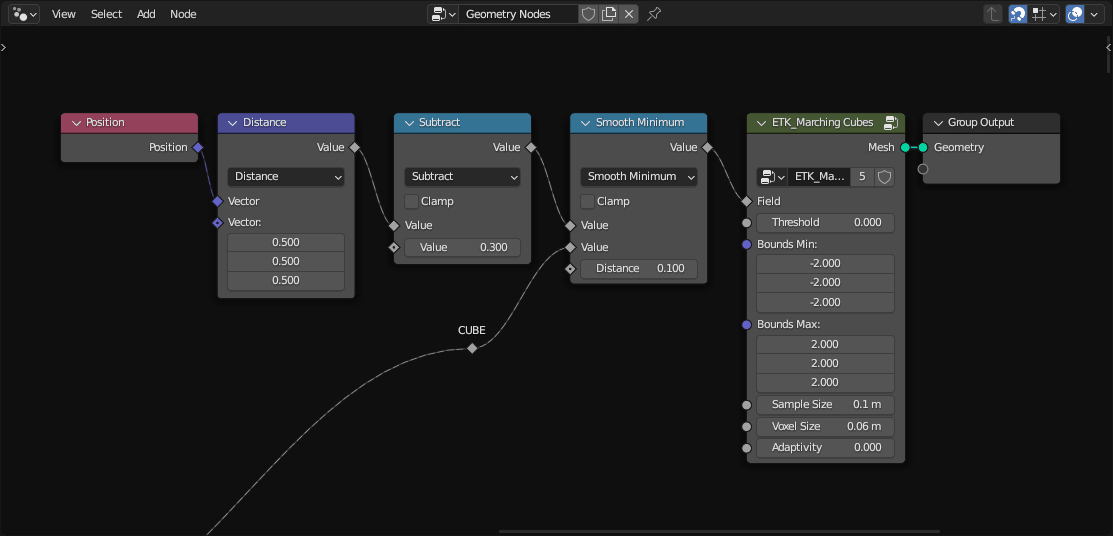 View Select Add Node Geometry Nodes
Position
Position
Distance
Value
Distance
Vector
Vector:
0.500
0.500
0.500
Subtract
Value
Subtract
Clamp
Value
Value 0.300
Smooth Minimum
Value
Smooth Minimum
Clamp
Value
Value
Distance 0.100
CUBE
ETK_Marching Cubes
Mesh
ETK_Ma... 5
Field
Threshold 0.000
Bounds Min:
-2.000
-2.000
-2.000
Bounds Max:
2.000
2.000
2.000
Sample Size 0.1 m
Voxel Size 0.06 m
Adaptivity 0.000
Group Output
Geometry